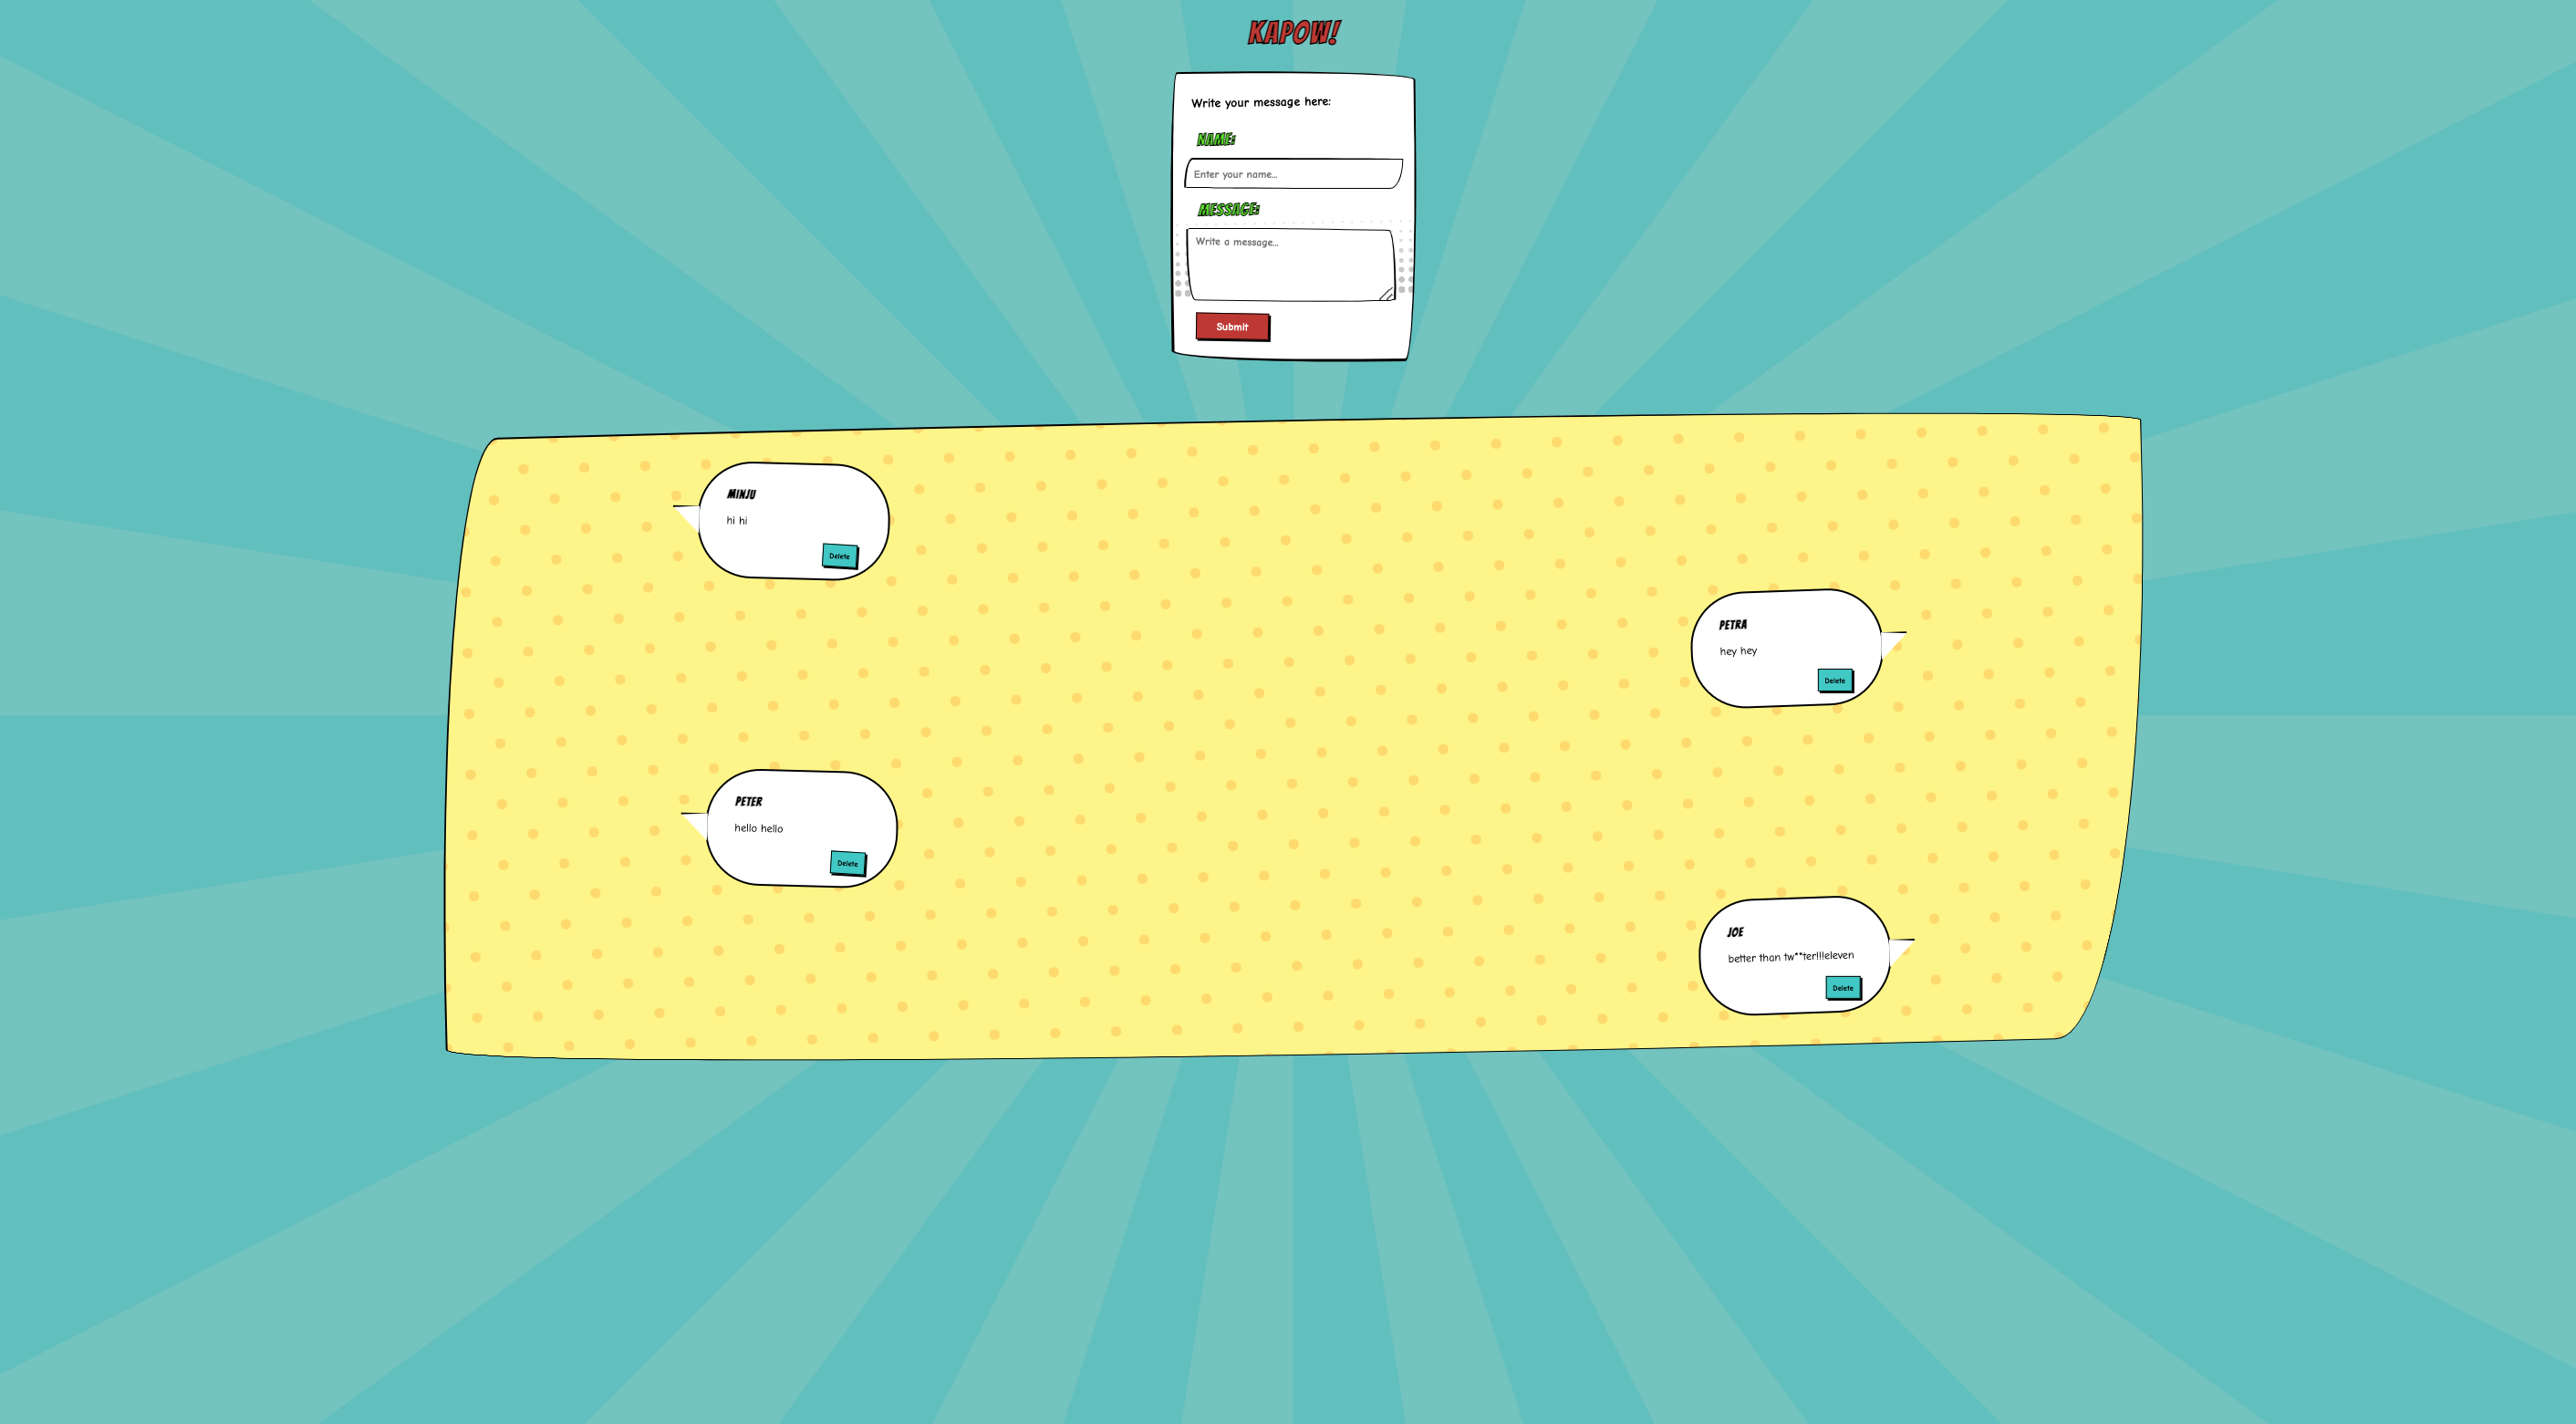 KAPOW!
Write your message here:
NAME:
Enter your name...
MESSAGE:
Write a message...
Submit
MINJU
hi hi
Delete
PETRA
hey hey
Delete
PETER
hello hello
Delete
JOE
better than tw**ter!!!eleven
Delete